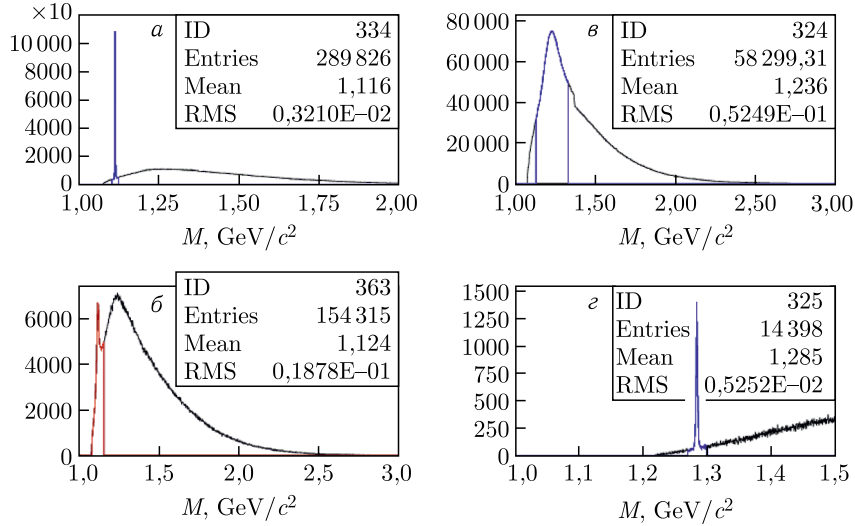 ×10
10 000
8000
6000
4000
2000
0
1,00 1,25 1,50 1,75 2,00
M, GeV/c²
а
ID 334
Entries 289 826
Mean 1,116
RMS 0,3210E–02
80 000
60 000
40 000
20 000
0
1,00 1,50 2,00 2,50 3,00
M, GeV/c²
в
ID 324
Entries 58 299,31
Mean 1,236
RMS 0,5249E–01
6000
4000
2000
0
1,0 1,5 2,0 2,5 3,0
M, GeV/c²
б
ID 363
Entries 154 315
Mean 1,124
RMS 0,1878E–01
1500
1250
1000
750
500
250
0
1,0 1,1 1,2 1,3 1,4 1,5
M, GeV/c²
г
ID 325
Entries 14 398
Mean 1,285
RMS 0,5252E–02